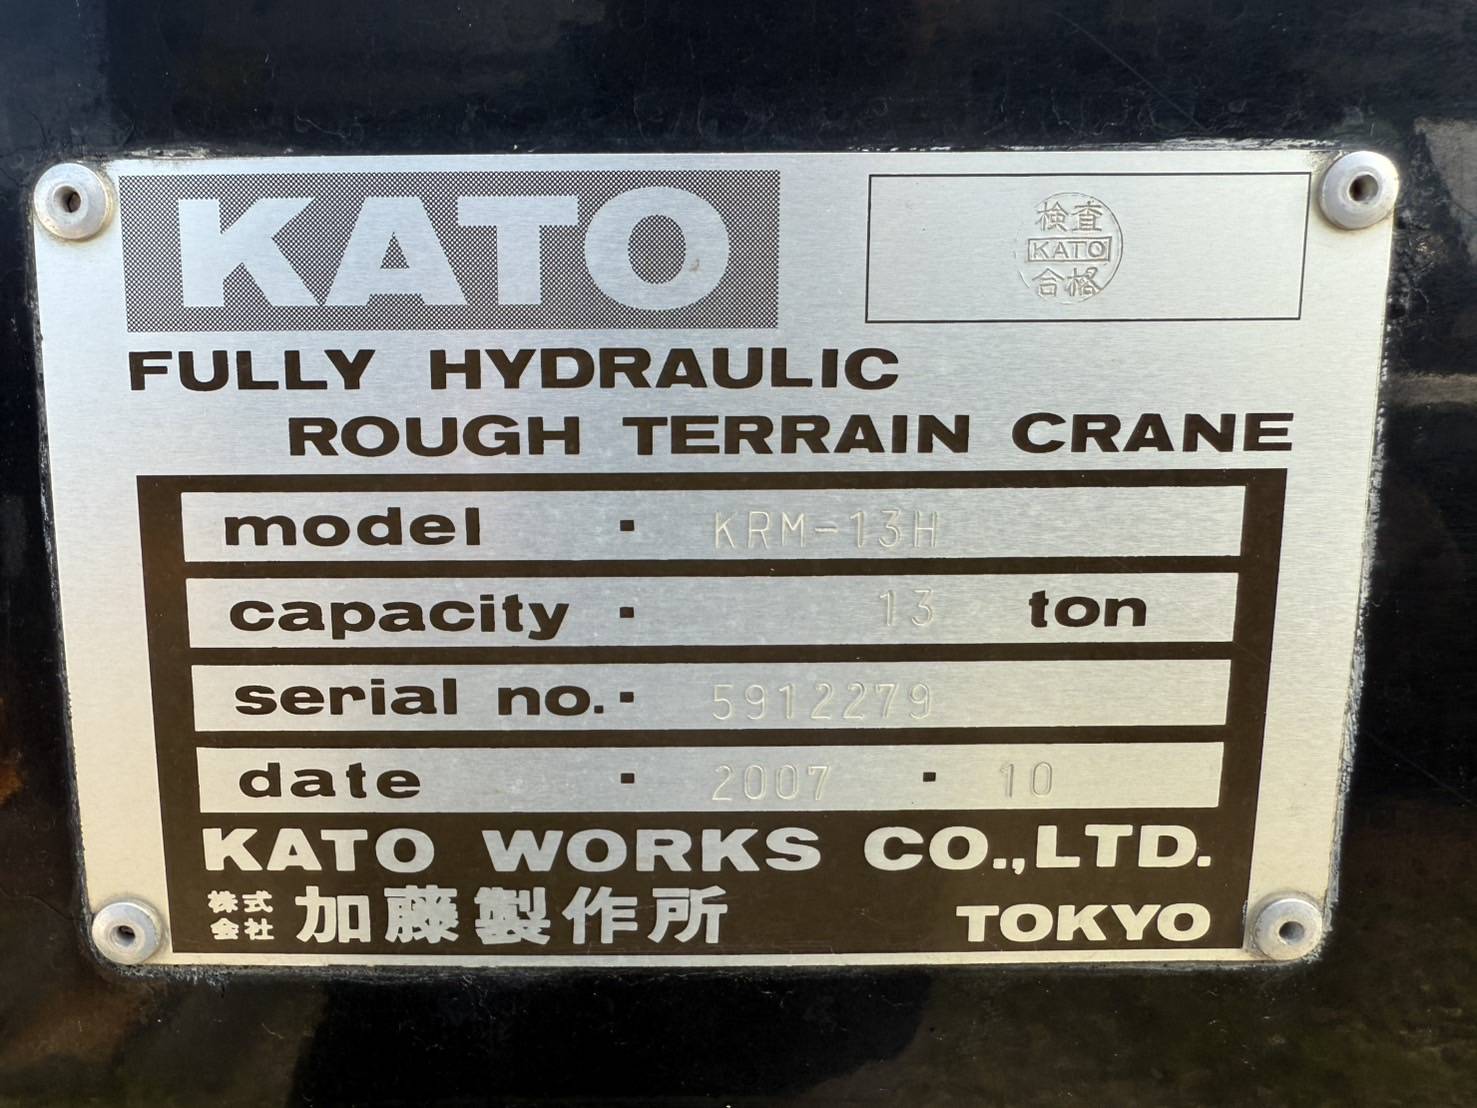 KATO
検査
KATO
合格
FULLY HYDRAULIC
ROUGH TERRAIN CRANE
model · KRM-13H
capacity · 13 ton
serial no. · 5912279
date · 2007 · 10
KATO WORKS CO.,LTD.
株式会社 加藤製作所 TOKYO